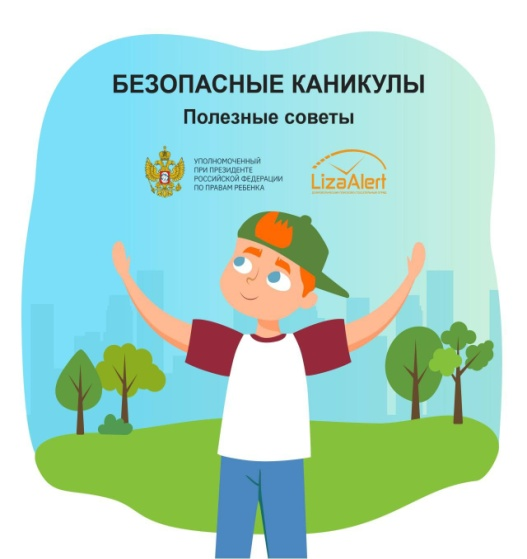 БЕЗОПАСНЫЕ КАНИКУЛЫ
Полезные советы
УПОЛНОМОЧЕННЫЙ
ПРИ ПРЕЗИДЕНТЕ
РОССИЙСКОЙ ФЕДЕРАЦИИ
ПО ПРАВАМ РЕБЕНКА
LizaAlert